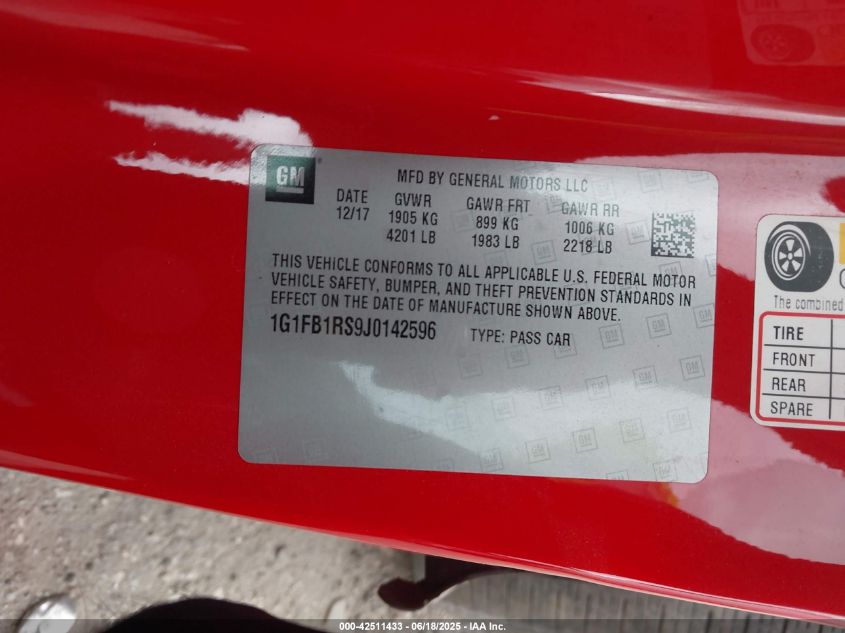 GM
MFD BY GENERAL MOTORS LLC
DATE GVWR GAWR FRT GAWR RR
12/17 1905 KG 899 KG 1006 KG
4201 LB 1983 LB 2218 LB
THIS VEHICLE CONFORMS TO ALL APPLICABLE U.S. FEDERAL MOTOR
VEHICLE SAFETY, BUMPER, AND THEFT PREVENTION STANDARDS IN
EFFECT ON THE DATE OF MANUFACTURE SHOWN ABOVE.
1G1FB1RS9J0142596 TYPE: PASS CAR
The combined
TIRE
FRONT
REAR
SPARE
000-42511433 - 06/18/2025 - IAA Inc.